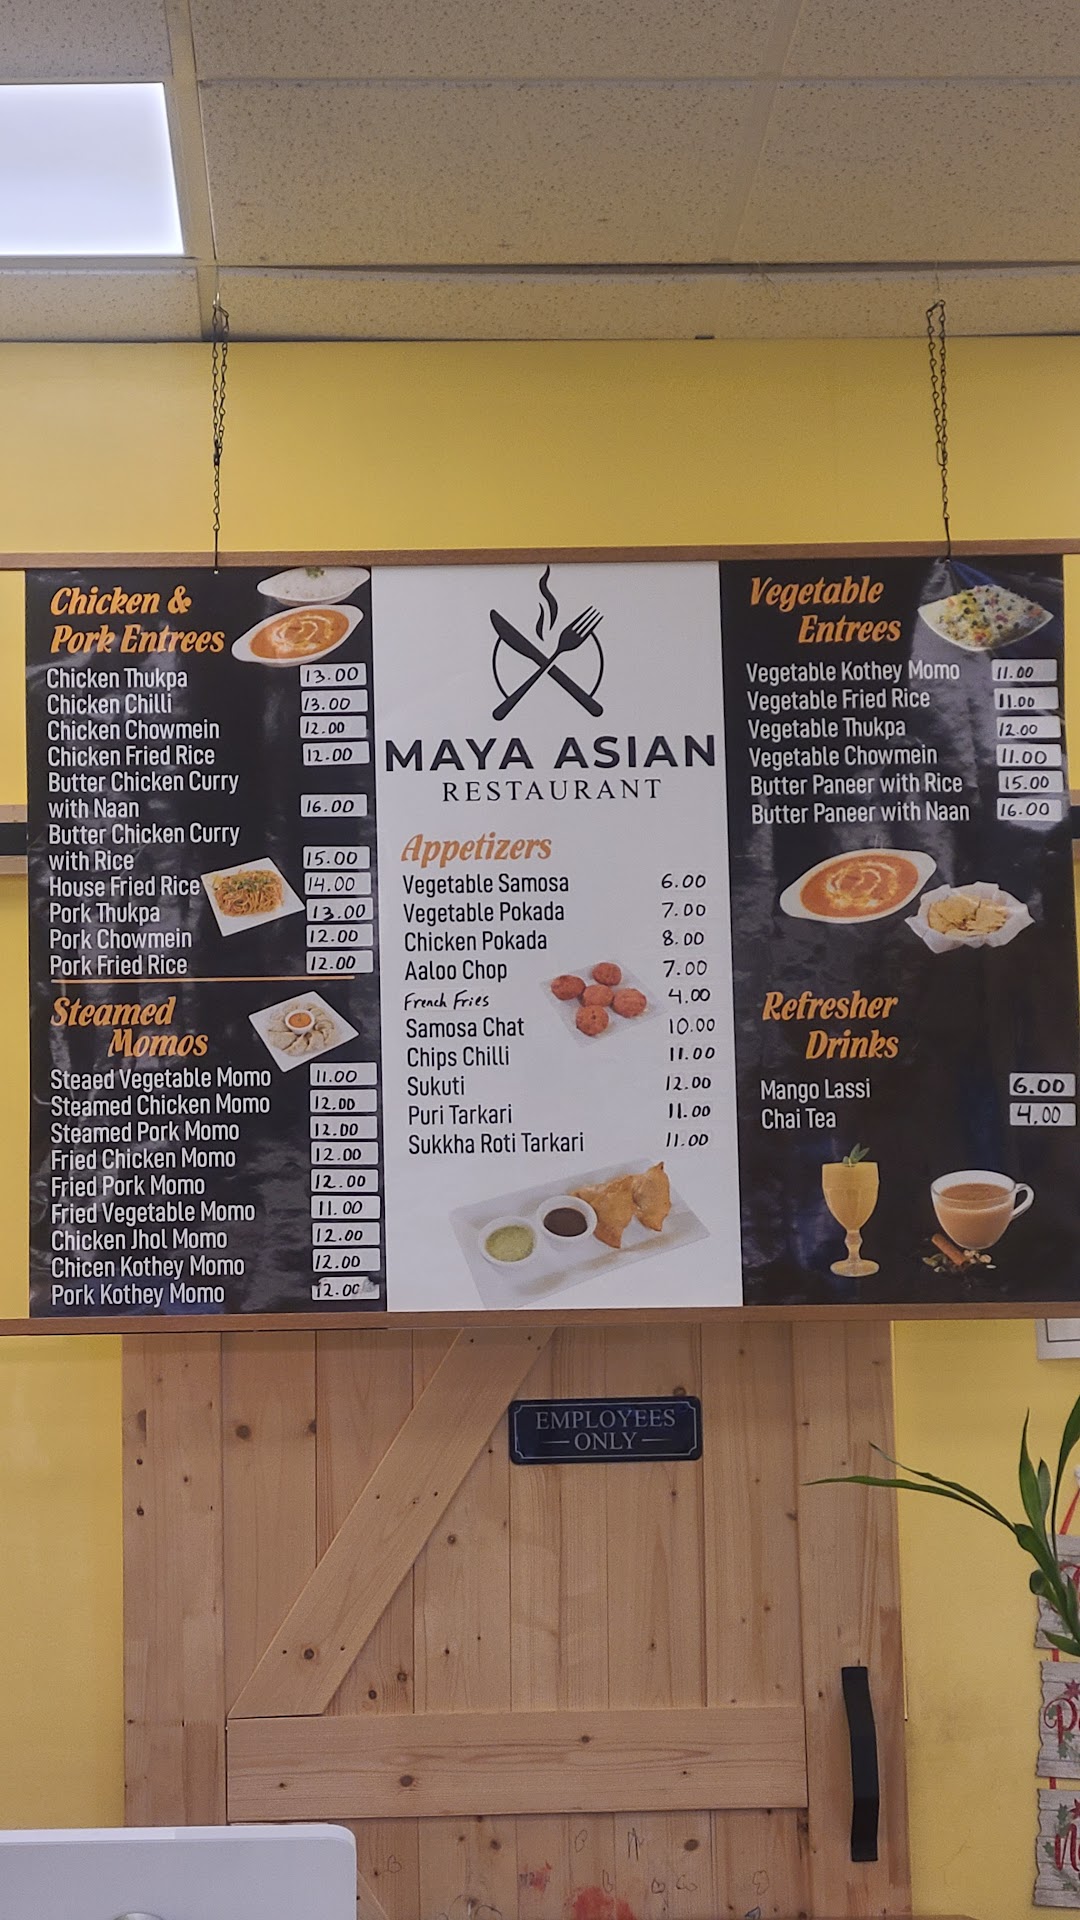 Chicken &
Pork Entrees
Chicken Thukpa 13.00
Chicken Chilli 13.00
Chicken Chowmein 12.00
Chicken Fried Rice 12.00
Butter Chicken Curry
with Naan 16.00
Butter Chicken Curry
with Rice 15.00
House Fried Rice 14.00
Pork Thukpa 13.00
Pork Chowmein 12.00
Pork Fried Rice 12.00
Steamed
Momos
Steaed Vegetable Momo 11.00
Steamed Chicken Momo 12.00
Steamed Pork Momo 12.00
Fried Chicken Momo 12.00
Fried Pork Momo 12.00
Fried Vegetable Momo 11.00
Chicken Jhol Momo 12.00
Chicen Kothey Momo 12.00
Pork Kothey Momo 12.00
MAYA ASIAN
RESTAURANT
Appetizers
Vegetable Samosa 6.00
Vegetable Pokada 7.00
Chicken Pokada 8.00
Aaloo Chop 7.00
French Fries 4.00
Samosa Chat 10.00
Chips Chilli 11.00
Sukuti 12.00
Puri Tarkari 11.00
Sukkha Roti Tarkari 11.00
Vegetable
Entrees
Vegetable Kothey Momo 11.00
Vegetable Fried Rice 11.00
Vegetable Thukpa 12.00
Vegetable Chowmein 11.00
Butter Paneer with Rice 15.00
Butter Paneer with Naan 16.00
Refresher
Drinks
Mango Lassi 6.00
Chai Tea 4.00
EMPLOYEES
ONLY